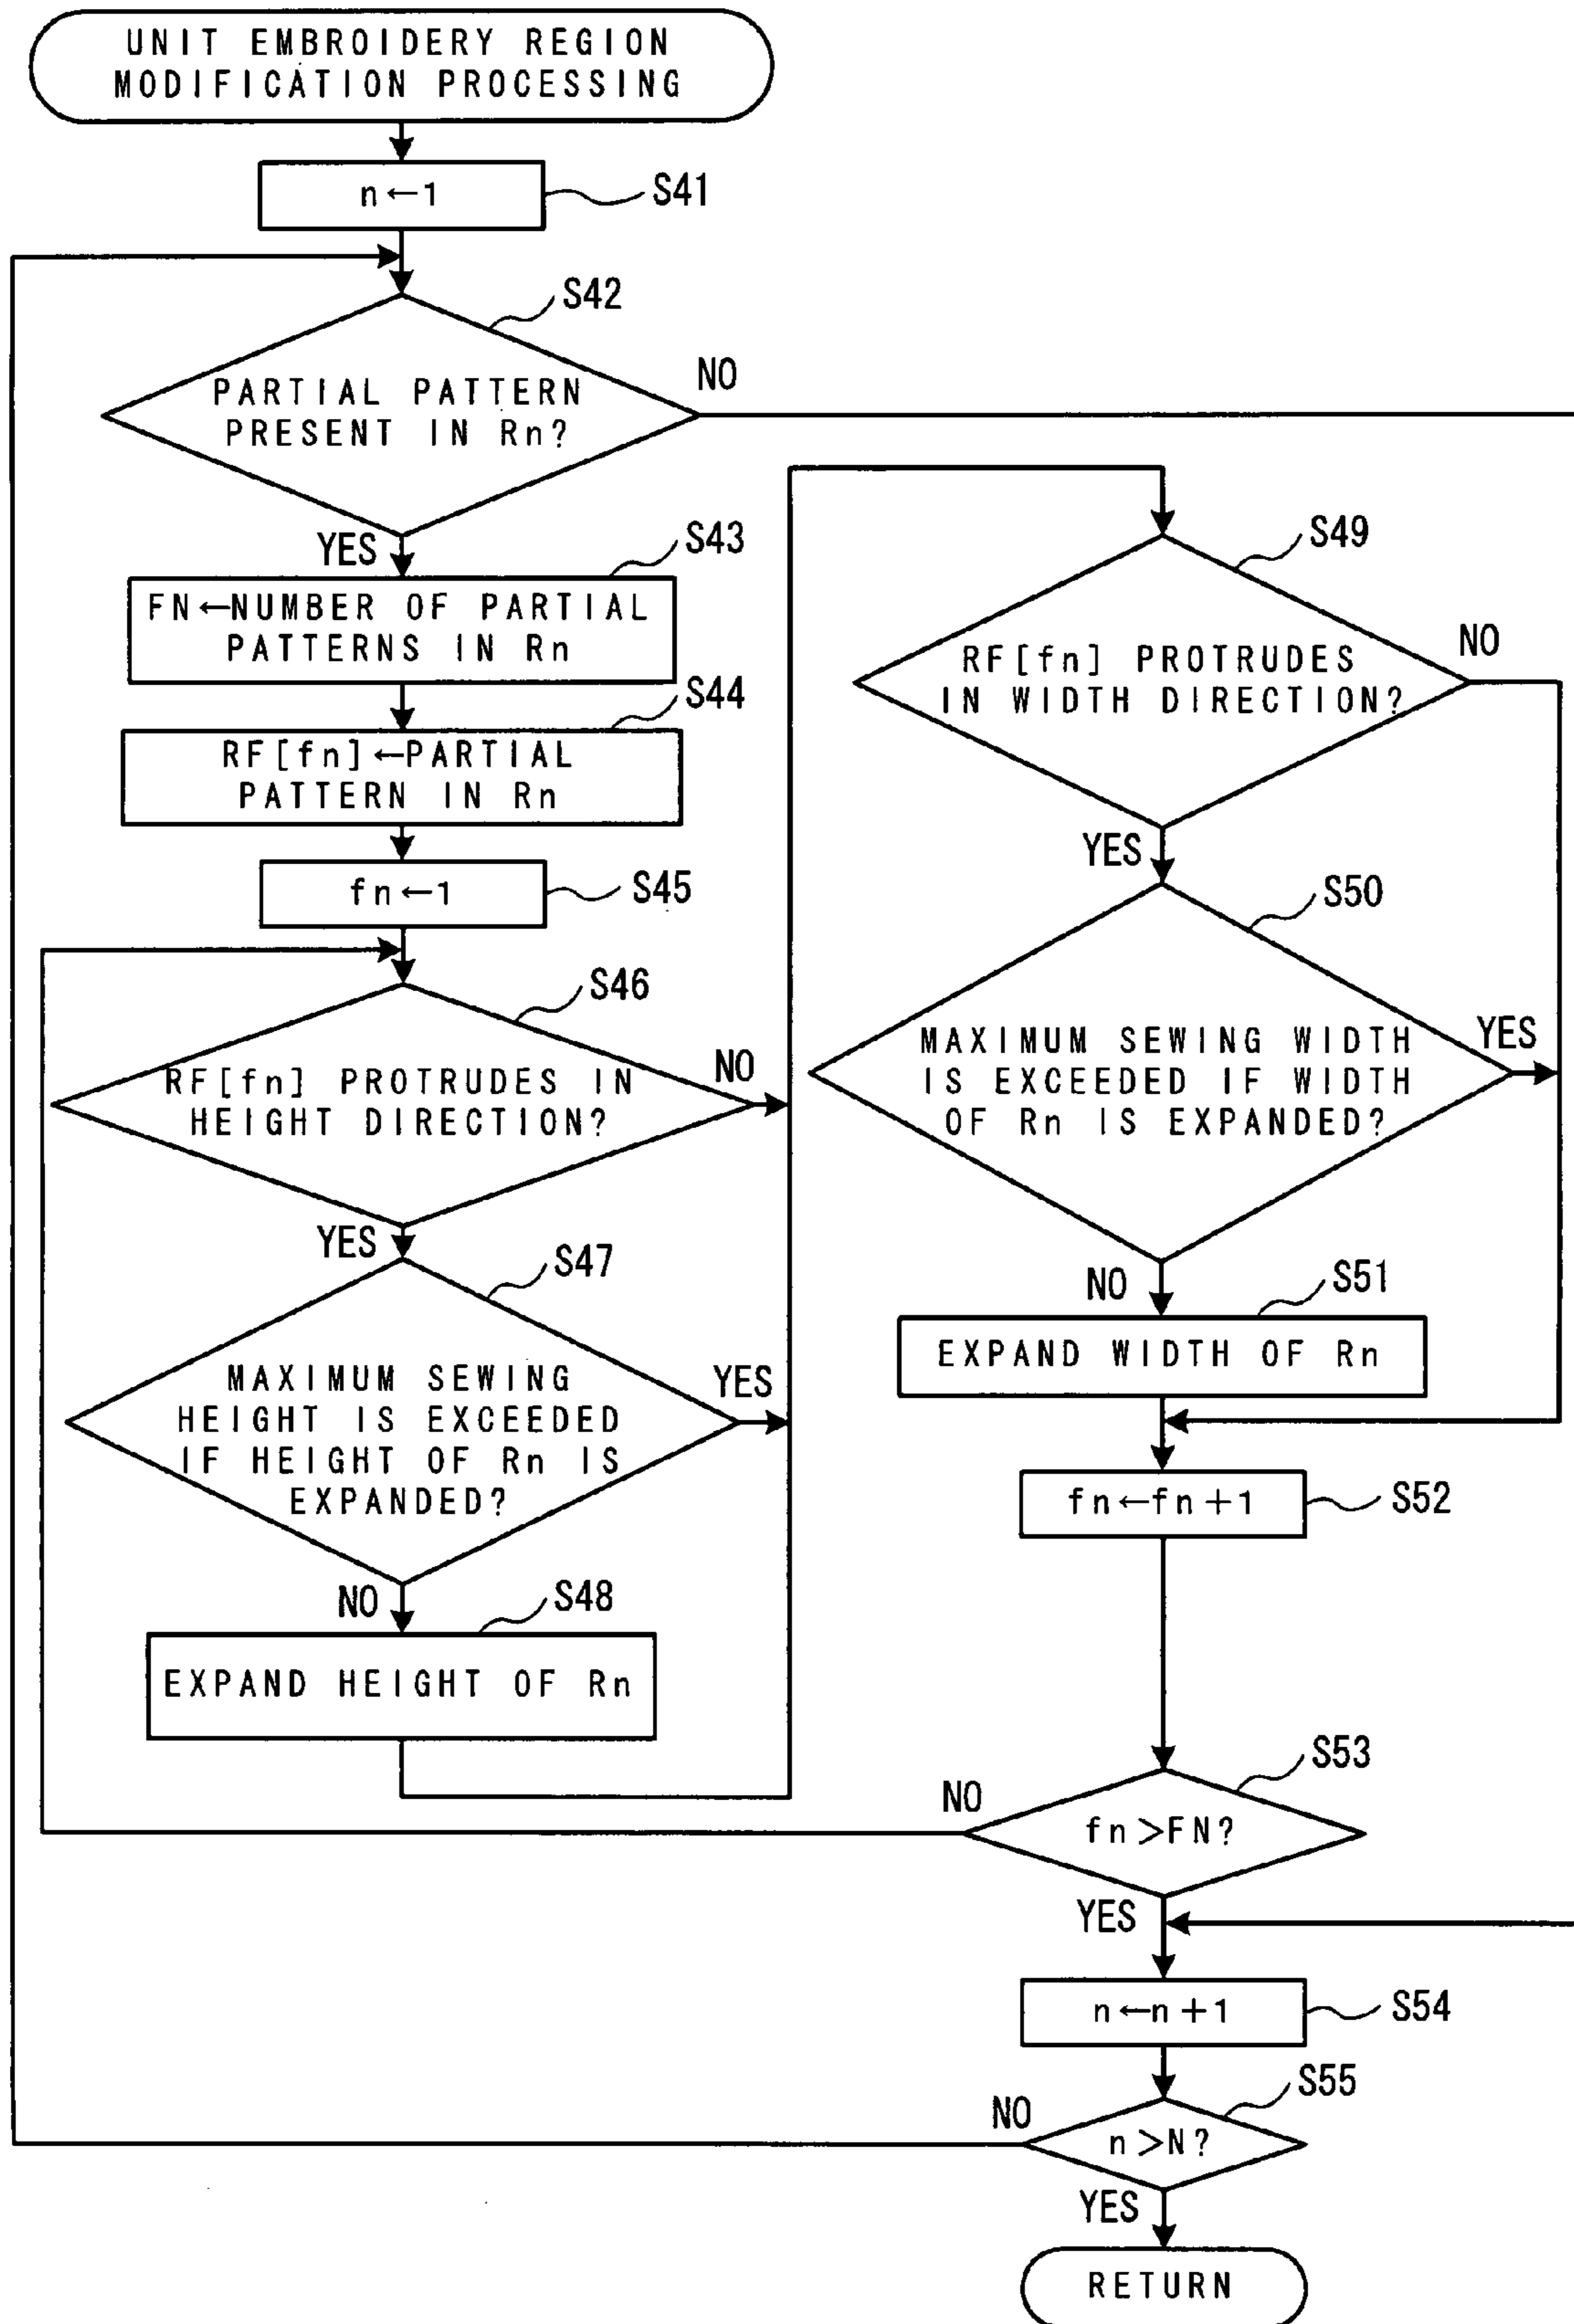 UNIT EMBROIDERY REGION
MODIFICATION PROCESSING
n←1
S41
S42
PARTIAL PATTERN
PRESENT IN Rn?
NO
YES
S43
FN←NUMBER OF PARTIAL
PATTERNS IN Rn
S44
RF[fn]←PARTIAL
PATTERN IN Rn
fn←1
S45
S46
RF[fn] PROTRUDES IN
HEIGHT DIRECTION?
NO
YES
S47
MAXIMUM SEWING
HEIGHT IS EXCEEDED
IF HEIGHT OF Rn IS
EXPANDED?
YES
NO
S48
EXPAND HEIGHT OF Rn
S49
RF[fn] PROTRUDES
IN WIDTH DIRECTION?
NO
YES
S50
MAXIMUM SEWING WIDTH
IS EXCEEDED IF WIDTH
OF Rn IS EXPANDED?
YES
NO
S51
EXPAND WIDTH OF Rn
fn←fn+1
S52
S53
fn>FN?
NO
YES
n←n+1
S54
S55
n>N?
NO
YES
RETURN